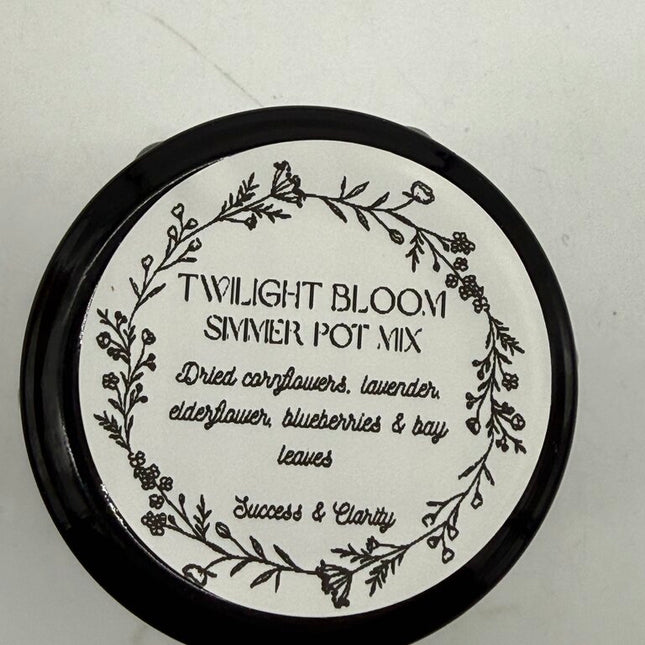 TWILIGHT BLOOM
SIMMER POT MIX
Dried cornflowers, lavender,
elderflower, blueberries & bay
leaves
Success & Clarity